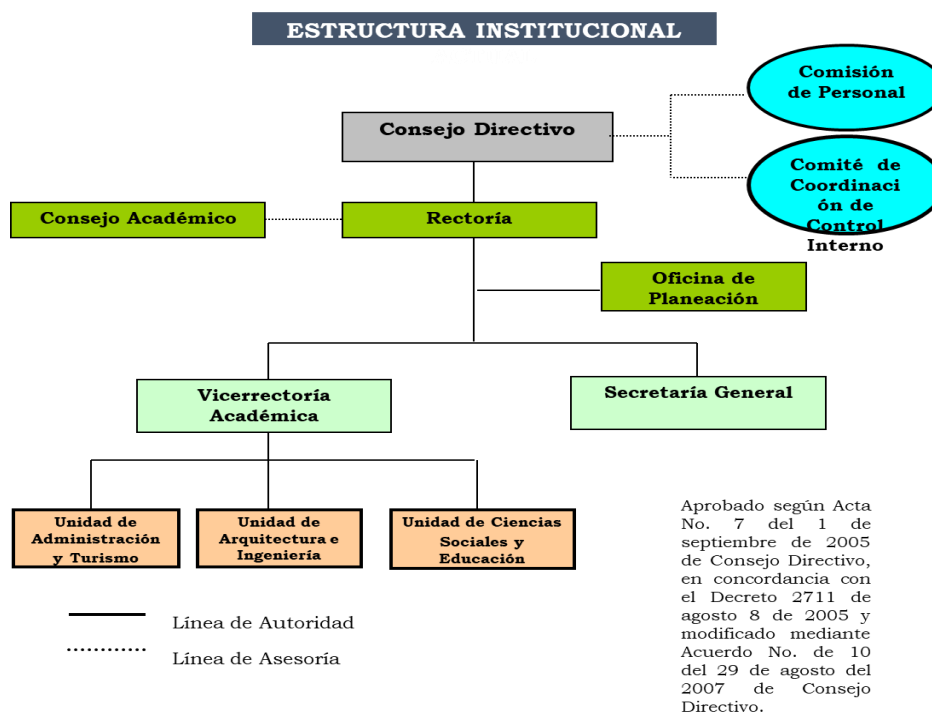 ESTRUCTURA INSTITUCIONAL
Comisión
de Personal
Consejo Directivo
Comité de
Coordinaci
ón de
Control
Interno
Consejo Académico
Rectoría
Oficina de
Planeación
Vicerrectoría
Académica
Secretaría General
Unidad de
Administración
y Turismo
Unidad de
Arquitectura e
Ingeniería
Unidad de Ciencias
Sociales y
Educación
Aprobado según Acta
No. 7 del 1 de
septiembre de 2005
de Consejo Directivo,
en concordancia con
el Decreto 2711 de
agosto 8 de 2005 y
modificado mediante
Acuerdo No. de 10
del 29 de agosto del
2007 de Consejo
Directivo.
Línea de Autoridad
Línea de Asesoría